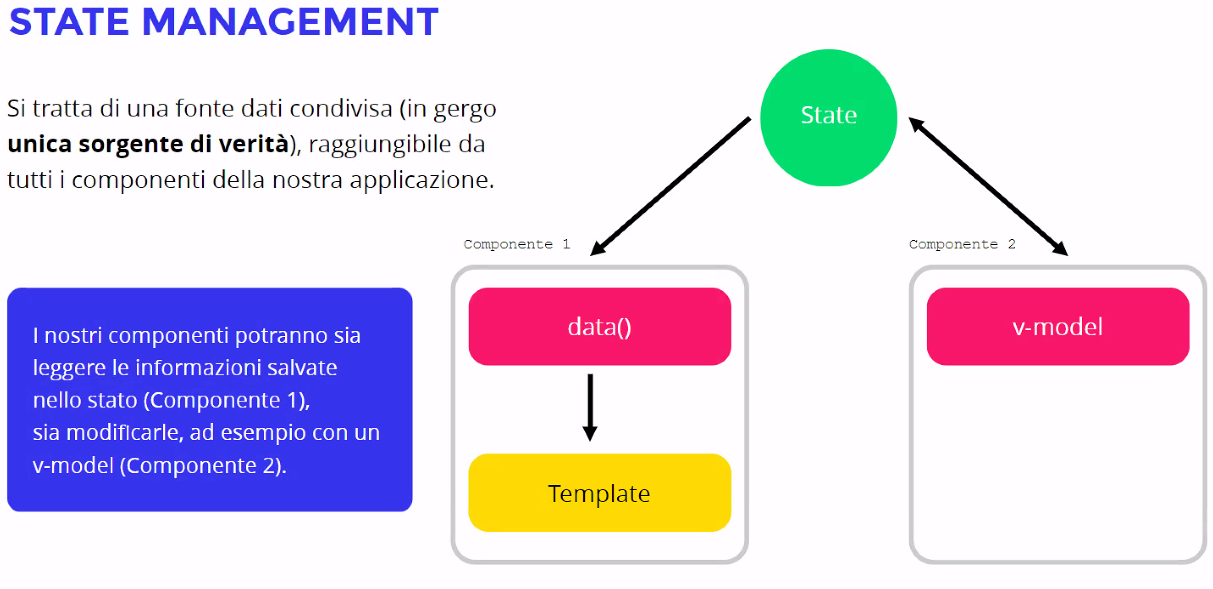 STATE MANAGEMENT
Si tratta di una fonte dati condivisa (in gergo
unica sorgente di verità), raggiungibile da
tutti i componenti della nostra applicazione.
I nostri componenti potranno sia
leggere le informazioni salvate
nello stato (Componente 1),
sia modificarle, ad esempio con un
v-model (Componente 2).
State
Componente 1
data()
Template
Componente 2
v-model